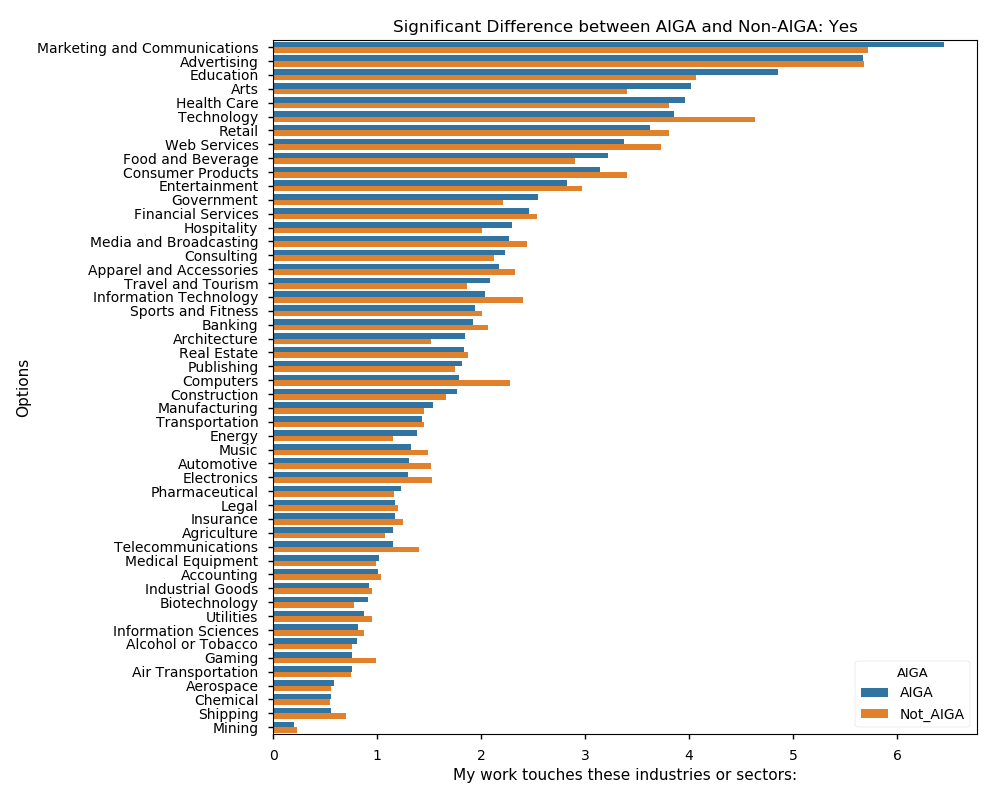 Significant Difference between AIGA and Non-AIGA: Yes
Marketing and Communications
Advertising
Education
Arts
Health Care
Technology
Retail
Web Services
Food and Beverage
Consumer Products
Entertainment
Government
Financial Services
Hospitality
Media and Broadcasting
Consulting
Apparel and Accessories
Travel and Tourism
Information Technology
Sports and Fitness
Banking
Architecture
Real Estate
Publishing
Computers
Construction
Manufacturing
Transportation
Energy
Music
Automotive
Electronics
Pharmaceutical
Legal
Insurance
Agriculture
Telecommunications
Medical Equipment
Accounting
Industrial Goods
Biotechnology
Utilities
Information Sciences
Alcohol or Tobacco
Gaming
Air Transportation
Aerospace
Chemical
Shipping
Mining
Options
AIGA
AIGA
Not_AIGA
0 1 2 3 4 5 6
My work touches these industries or sectors: